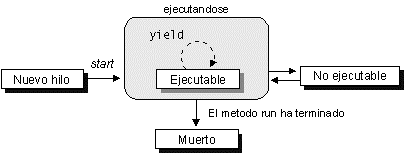 ejecutandose
yield
start
Nuevo hilo
Ejecutable
No ejecutable
El metodo run ha terminado
Muerto